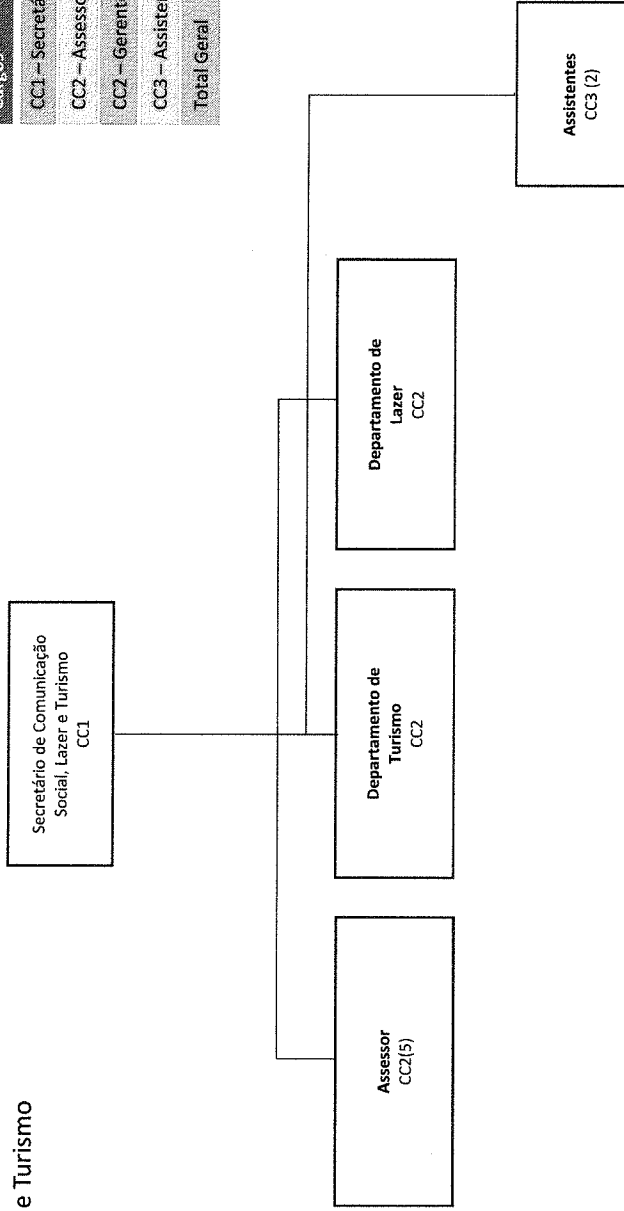 e Turismo
CC1 – Secretá
CC2 – Assesso
CC2 – Gerent
CC3 – Assisten
Total Geral
Secretário de Comunicação
Social, Lazer e Turismo
CC1
Assessor
CC2(5)
Departamento de
Turismo
CC2
Departamento de
Lazer
CC2
Assistentes
CC3 (2)